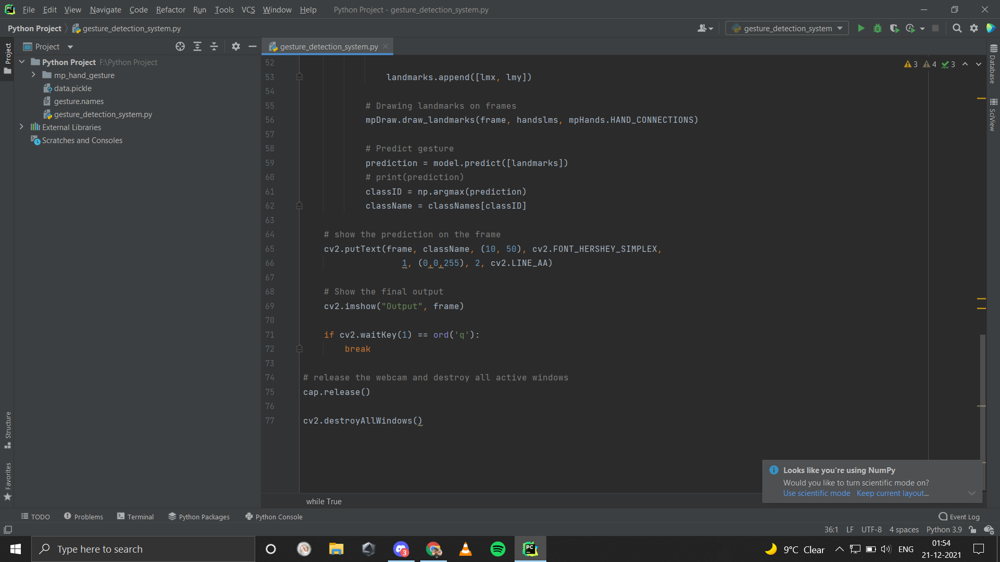 PC File Edit View Navigate Code Refactor Run Tools VCS Window Help Python Project - gesture_detection_system.py
Python Project gesture_detection_system.py gesture_detection_system
Project gesture_detection_system.py
Project
Python Project F:\Python Project
mp_hand_gesture
data.pickle
gesture.names
gesture_detection_system.py
External Libraries
Scratches and Consoles
3 4 3
52
53 landmarks.append([lmx, lmy])
54
55 # Drawing landmarks on frames
56 mpDraw.draw_landmarks(frame, handslms, mpHands.HAND_CONNECTIONS)
57
58 # Predict gesture
59 prediction = model.predict([landmarks])
60 # print(prediction)
61 classID = np.argmax(prediction)
62 className = classNames[classID]
63
64 # show the prediction on the frame
65 cv2.putText(frame, className, (10, 50), cv2.FONT_HERSHEY_SIMPLEX,
66 1, (0,0,255), 2, cv2.LINE_AA)
67
68 # Show the final output
69 cv2.imshow("Output", frame)
70
71 if cv2.waitKey(1) == ord('q'):
72 break
73
74 # release the webcam and destroy all active windows
75 cap.release()
76
77 cv2.destroyAllWindows()
Database
SciView
Structure
Favorites
Looks like you're using NumPy
Would you like to turn scientific mode on?
Use scientific mode Keep current layout...
while True
TODO Problems Terminal Python Packages Python Console Event Log
36:1 LF UTF-8 4 spaces Python 3.9
Type here to search 3 PC 9°C Clear ENG 01:54
21-12-2021